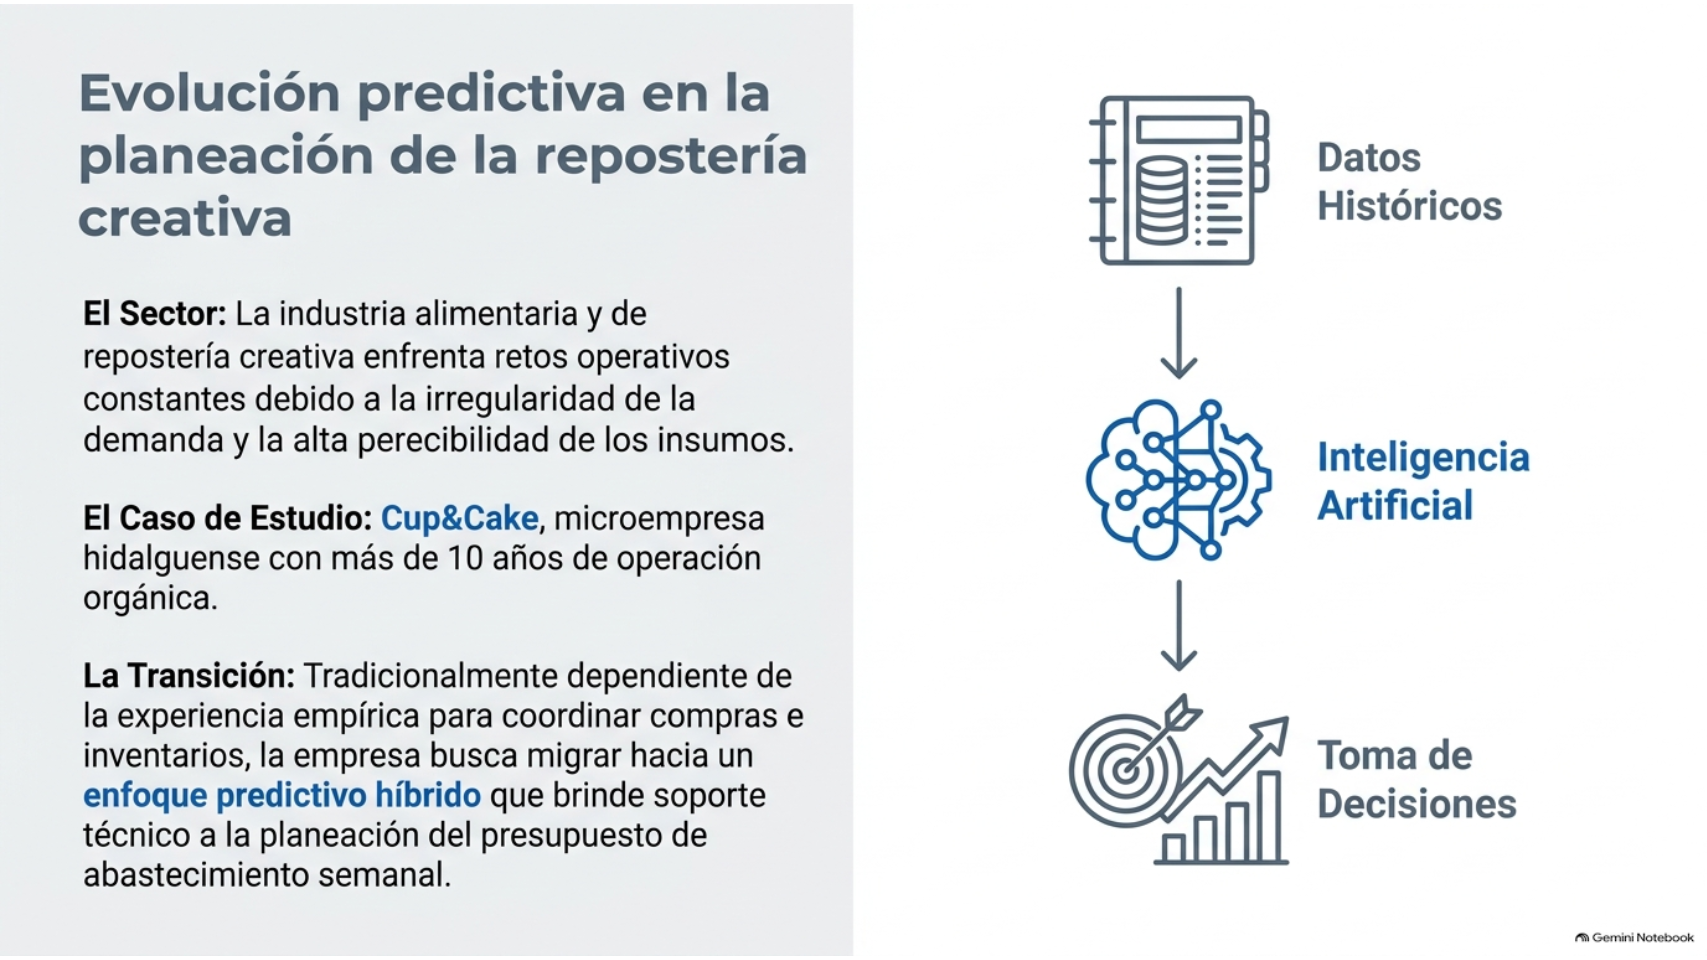 Evolución predictiva en la
planeación de la repostería
creativa
El Sector: La industria alimentaria y de
repostería creativa enfrenta retos operativos
constantes debido a la irregularidad de la
demanda y la alta perecibilidad de los insumos.
El Caso de Estudio: Cup&Cake, microempresa
hidalguense con más de 10 años de operación
orgánica.
La Transición: Tradicionalmente dependiente de
la experiencia empírica para coordinar compras e
inventarios, la empresa busca migrar hacia un
enfoque predictivo híbrido que brinde soporte
técnico a la planeación del presupuesto de
abastecimiento semanal.
Datos
Históricos
Inteligencia
Artificial
Toma de
Decisiones
Gemini Notebook